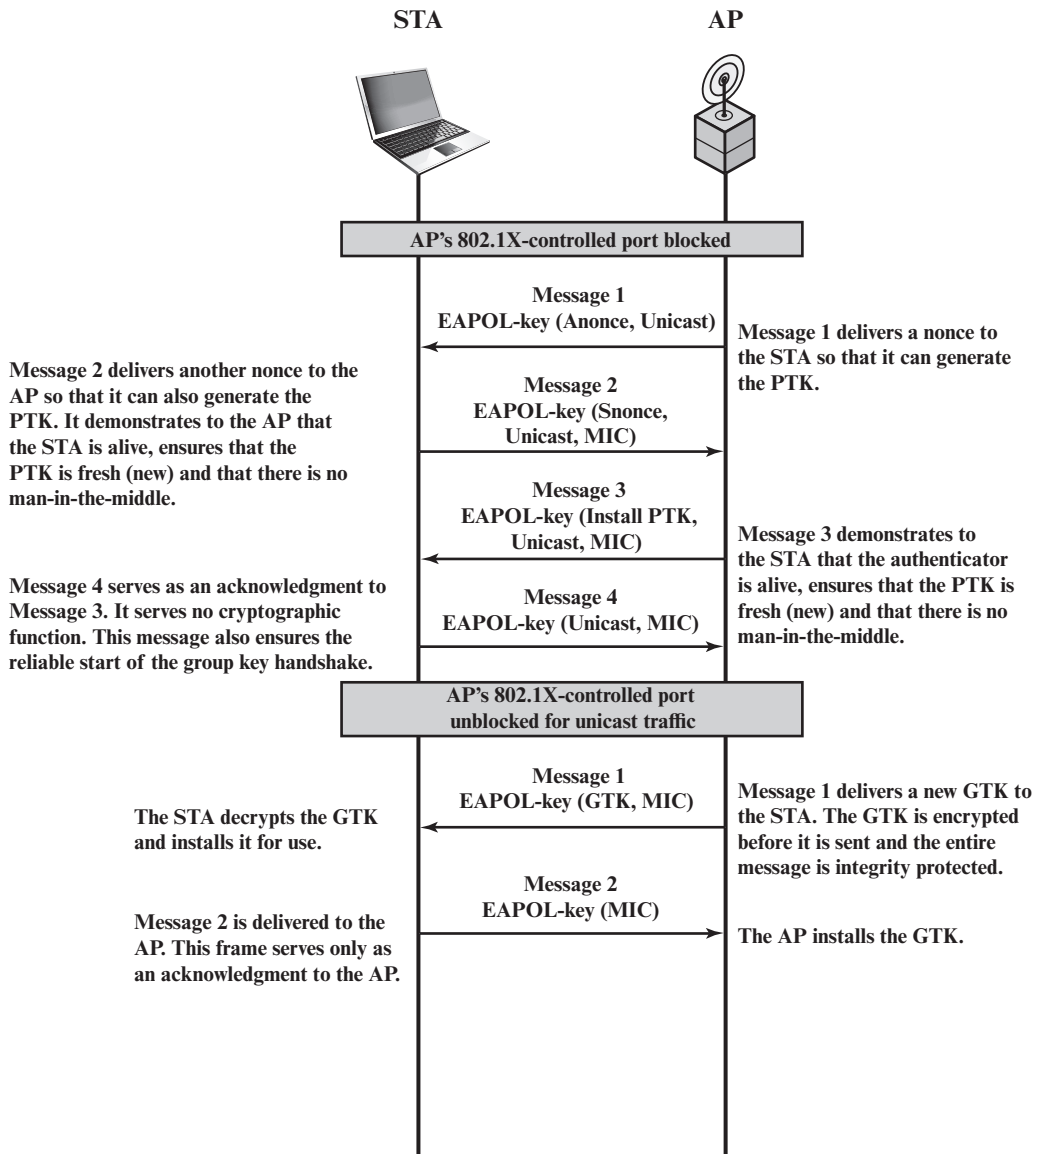 STA
AP
AP's 802.1X-controlled port blocked
Message 1
EAPOL-key (Anonce, Unicast)
Message 1 delivers a nonce to
the STA so that it can generate
the PTK.
Message 2 delivers another nonce to the
AP so that it can also generate the
PTK. It demonstrates to the AP that
the STA is alive, ensures that the
PTK is fresh (new) and that there is no
man-in-the-middle.
Message 2
EAPOL-key (Snonce,
Unicast, MIC)
Message 3
EAPOL-key (Install PTK,
Unicast, MIC)
Message 3 demonstrates to
the STA that the authenticator
is alive, ensures that the PTK is
fresh (new) and that there is no
man-in-the-middle.
Message 4 serves as an acknowledgment to
Message 3. It serves no cryptographic
function. This message also ensures the
reliable start of the group key handshake.
Message 4
EAPOL-key (Unicast, MIC)
AP's 802.1X-controlled port
unblocked for unicast traffic
Message 1
EAPOL-key (GTK, MIC)
Message 1 delivers a new GTK to
the STA. The GTK is encrypted
before it is sent and the entire
message is integrity protected.
The STA decrypts the GTK
and installs it for use.
Message 2
EAPOL-key (MIC)
Message 2 is delivered to the
AP. This frame serves only as
an acknowledgment to the AP.
The AP installs the GTK.